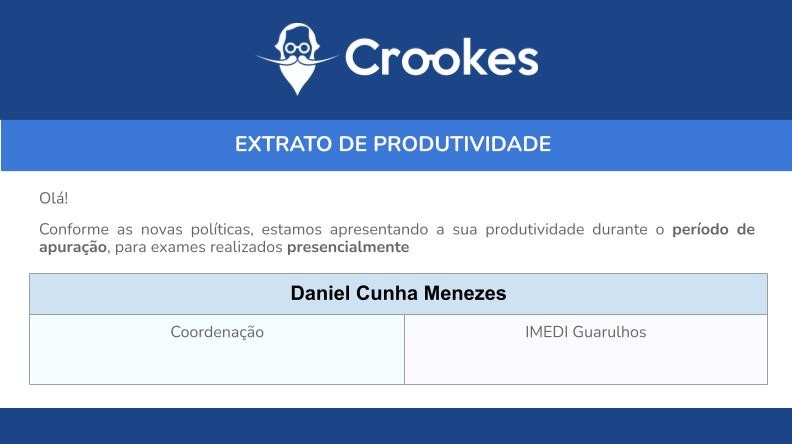 Crookes
EXTRATO DE PRODUTIVIDADE
Olá!
Conforme as novas políticas, estamos apresentando a sua produtividade durante o período de
apuração, para exames realizados presencialmente
Daniel Cunha Menezes
Coordenação
IMEDI Guarulhos